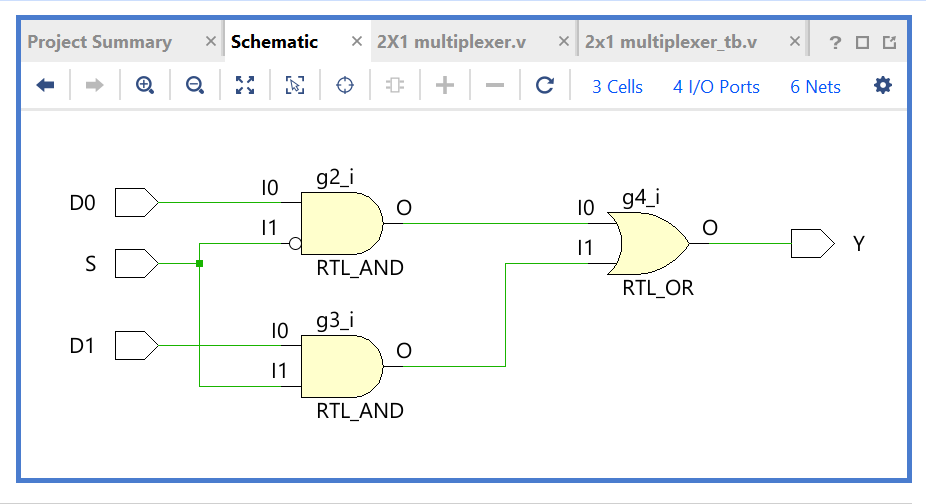 Project Summary × Schematic × 2X1 multiplexer.v × 2x1 multiplexer_tb.v × ?
3 Cells 4 I/O Ports 6 Nets
g2_i
D0 I0 O
I1
RTL_AND
S
g3_i
D1 I0 O
I1
RTL_AND
g4_i
I0 O
I1
RTL_OR
Y